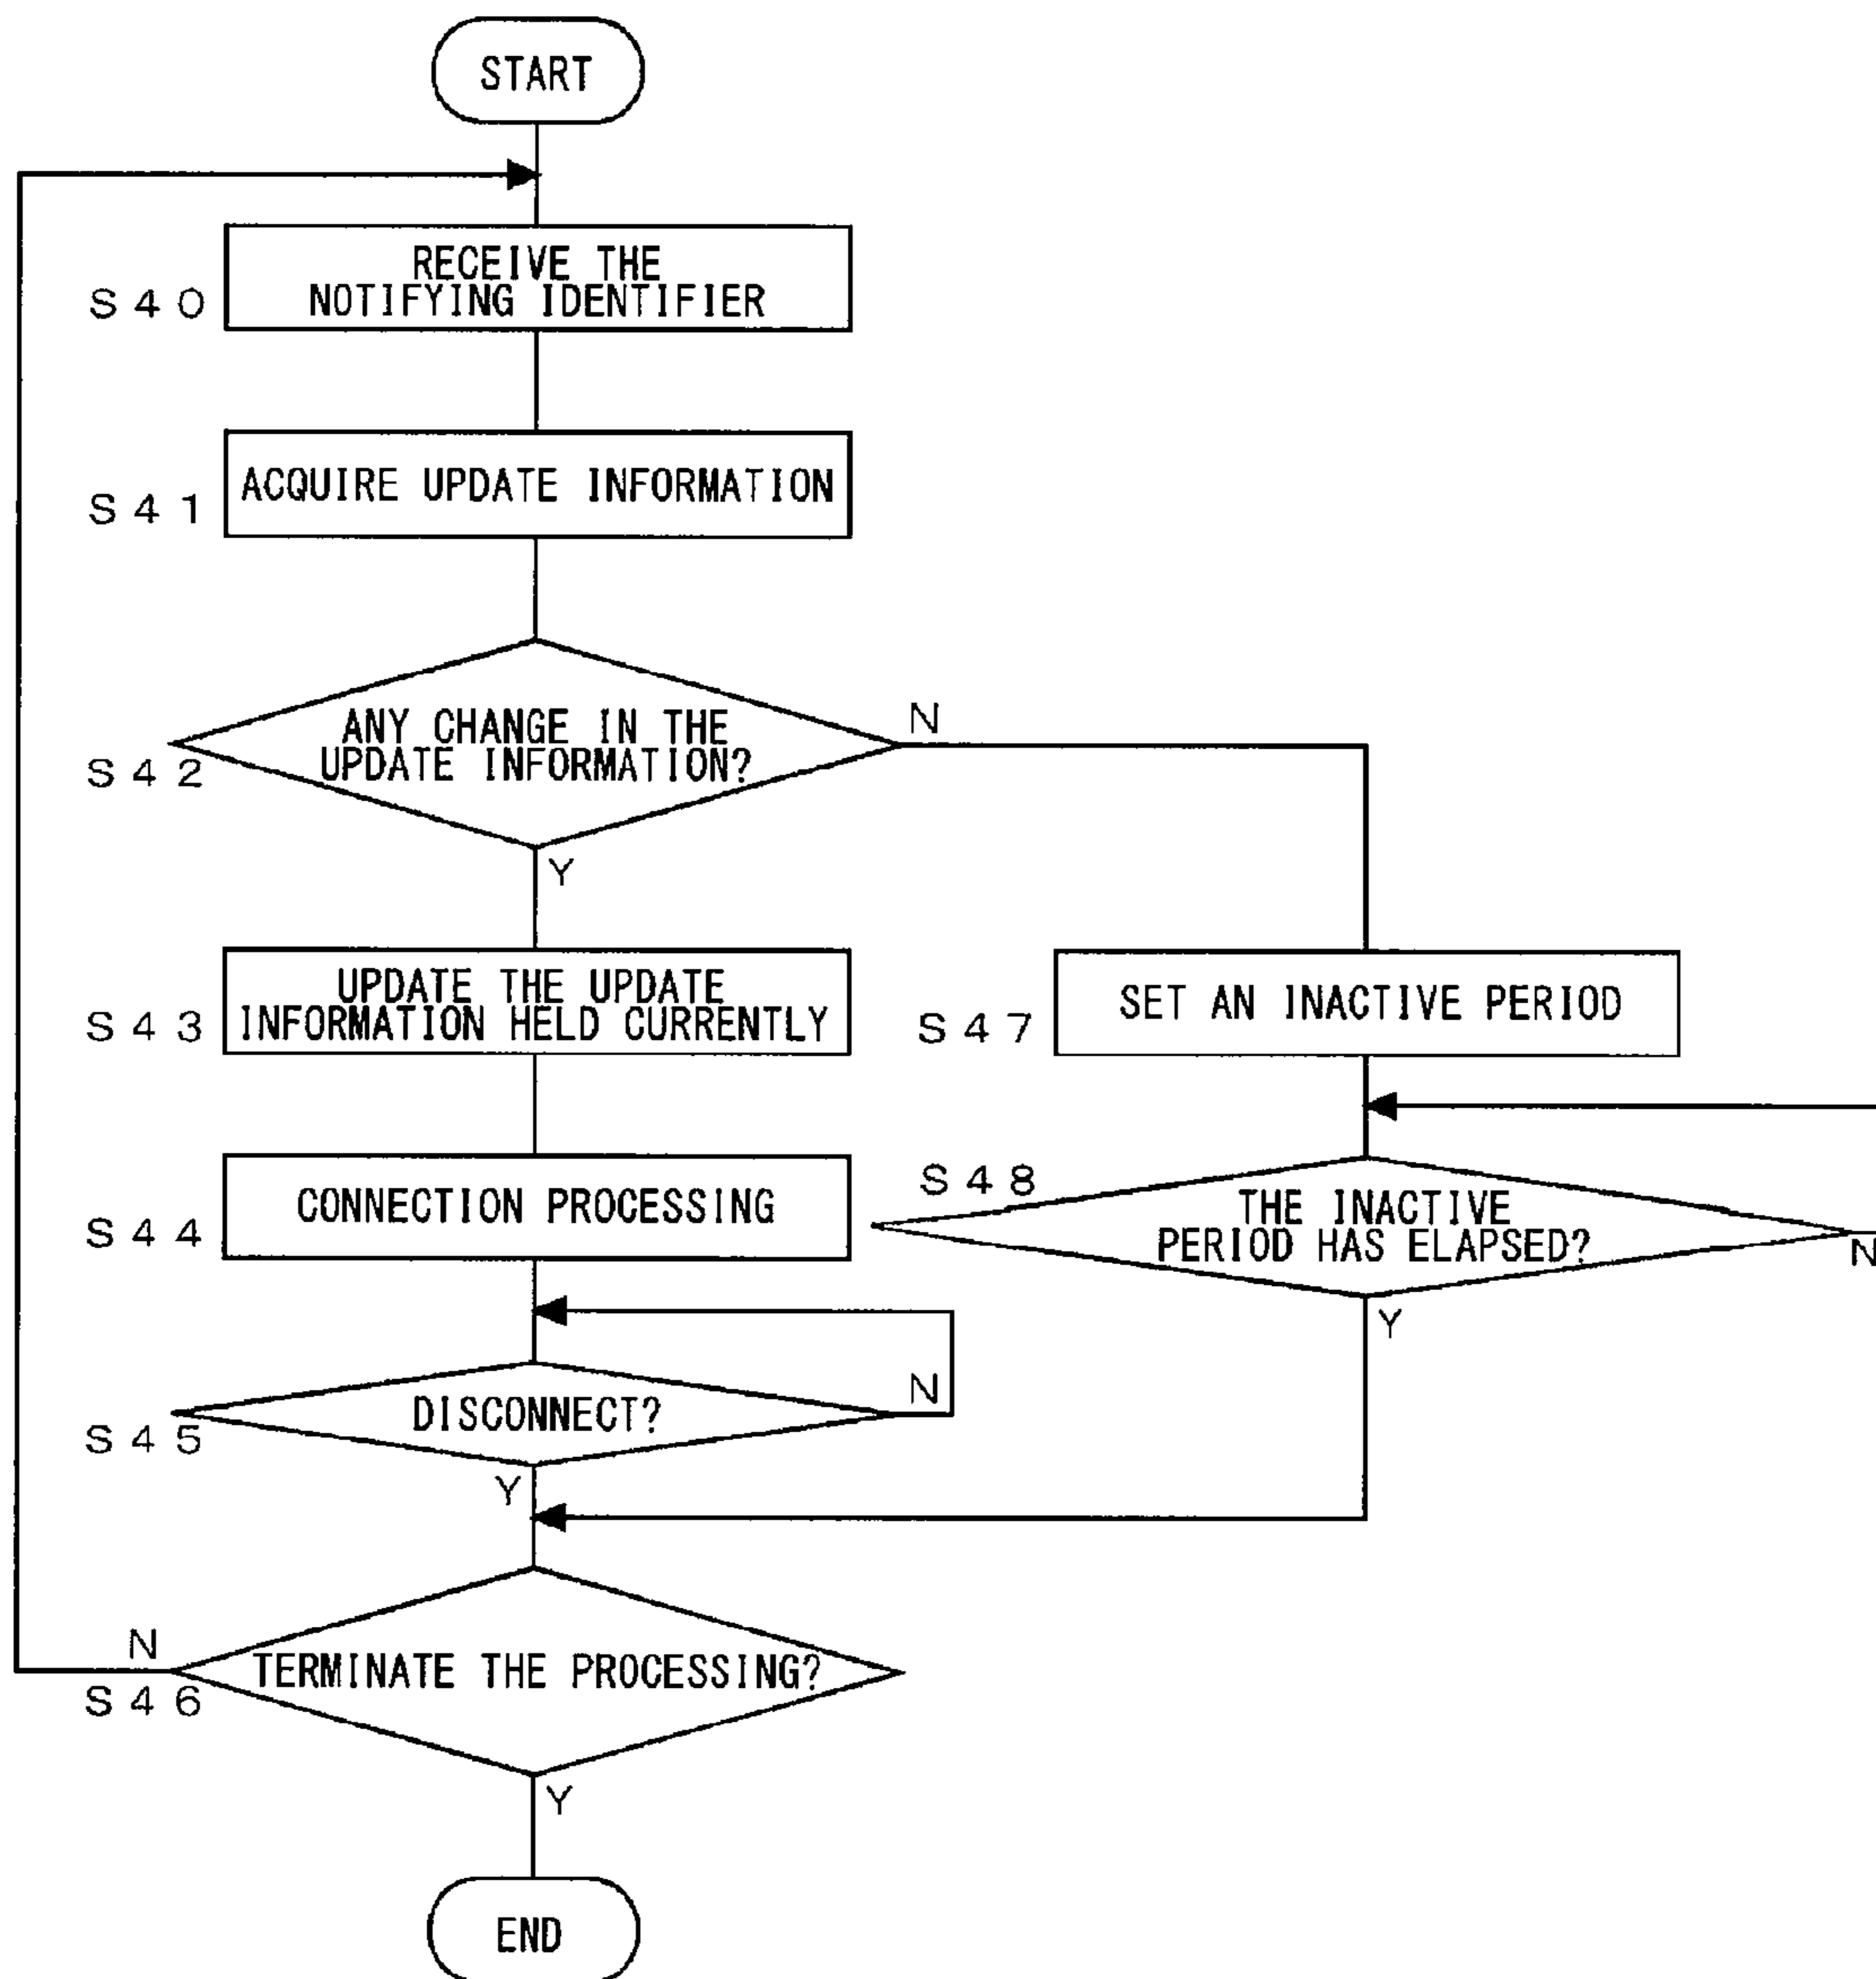 START
S40
RECEIVE THE
NOTIFYING IDENTIFIER
S41
ACQUIRE UPDATE INFORMATION
S42
ANY CHANGE IN THE
UPDATE INFORMATION?
N
Y
S43
UPDATE THE UPDATE
INFORMATION HELD CURRENTLY
S47
SET AN INACTIVE PERIOD
S44
CONNECTION PROCESSING
S48
THE INACTIVE
PERIOD HAS ELAPSED?
N
Y
S45
DISCONNECT?
N
Y
S46
TERMINATE THE PROCESSING?
N
Y
END